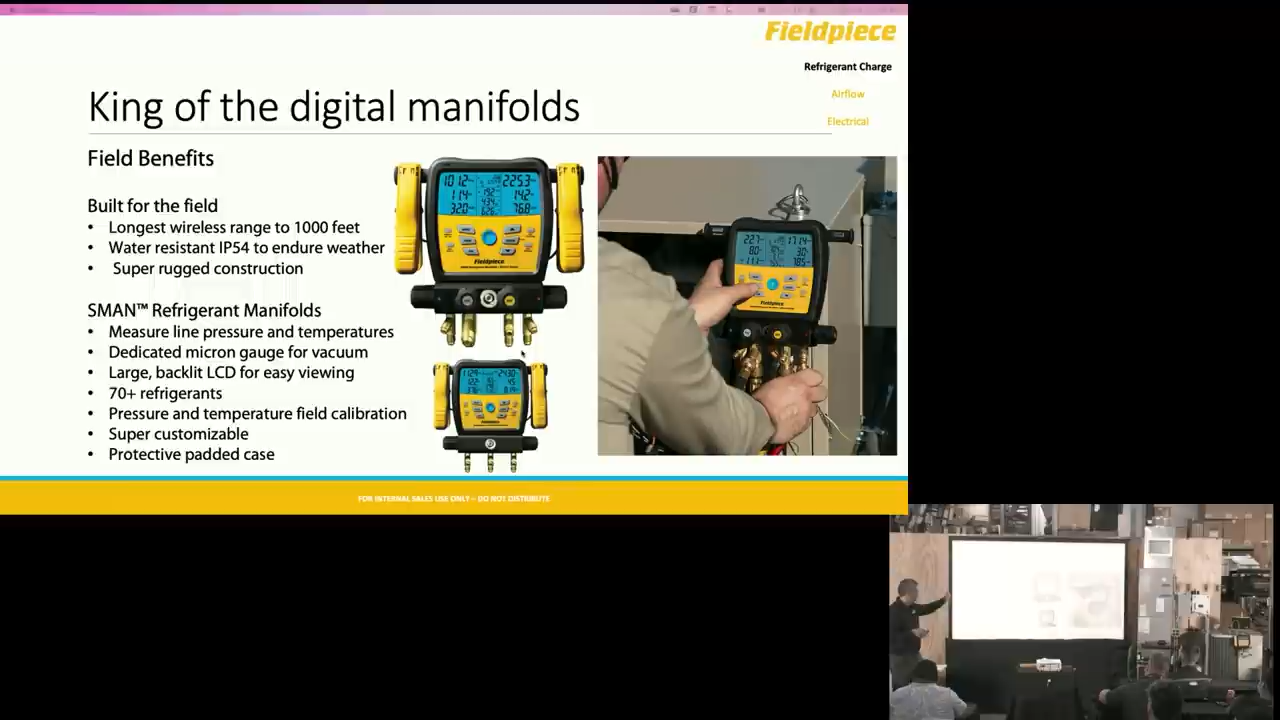 Fieldpiece
Refrigerant Charge
Airflow
Electrical
King of the digital manifolds
Field Benefits
Built for the field
• Longest wireless range to 1000 feet
• Water resistant IP54 to endure weather
• Super rugged construction
SMAN™ Refrigerant Manifolds
• Measure line pressure and temperatures
• Dedicated micron gauge for vacuum
• Large, backlit LCD for easy viewing
• 70+ refrigerants
• Pressure and temperature field calibration
• Super customizable
• Protective padded case
Fieldpiece
Fieldpiece
FOR INTERNAL SALES USE ONLY – DO NOT DISTRIBUTE